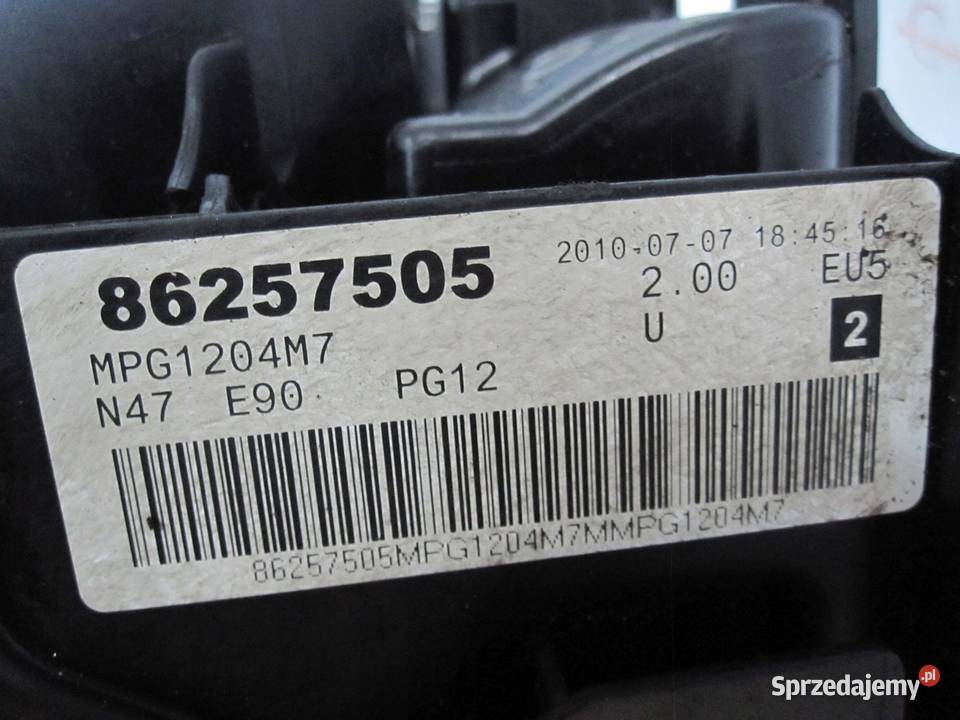 2010-07-07 18:45:16
86257505
2.00 EU5
MPG1204M7
U 2
N47 E90 PG12
86257505MPG1204M7MMPG1204M7
Sprzedajemy.pl